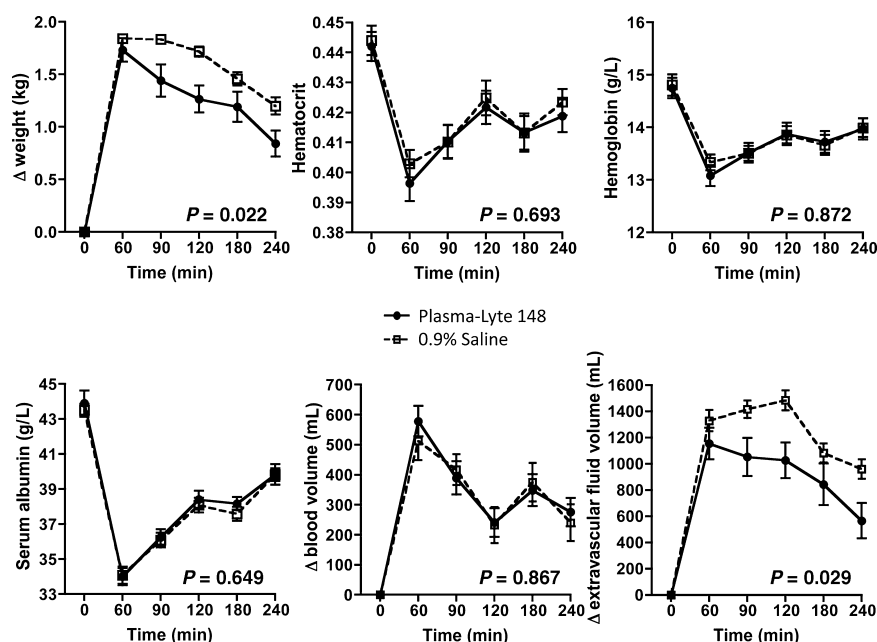 Δ weight (kg)
2.0
1.5
1.0
0.5
0.0
P = 0.022
0 60 90 120 180 240
Time (min)
Hematocrit
0.45
0.44
0.43
0.42
0.41
0.40
0.39
0.38
P = 0.693
0 60 90 120 180 240
Time (min)
Hemoglobin (g/L)
16
15
14
13
12
P = 0.872
0 60 90 120 180 240
Time (min)
Plasma-Lyte 148
0.9% Saline
Serum albumin (g/L)
45
43
41
39
37
35
33
P = 0.649
0 60 90 120 180 240
Time (min)
Δ blood volume (mL)
700
600
500
400
300
200
100
0
P = 0.867
0 60 90 120 180 240
Time (min)
Δ extravascular fluid volume (mL)
1600
1400
1200
1000
800
600
400
200
0
P = 0.029
0 60 90 120 180 240
Time (min)